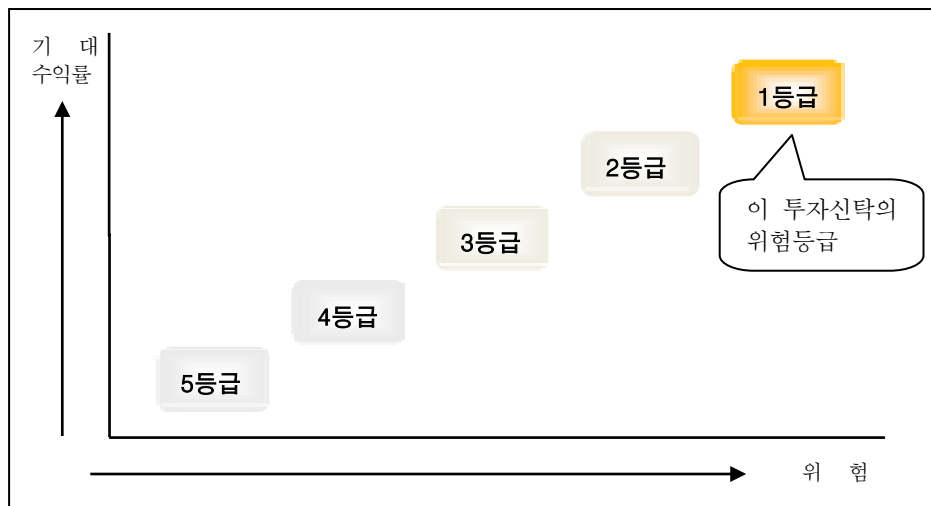 기 대
수익률
1등급
2등급
이 투자신탁의
위험등급
3등급
4등급
5등급
위 험